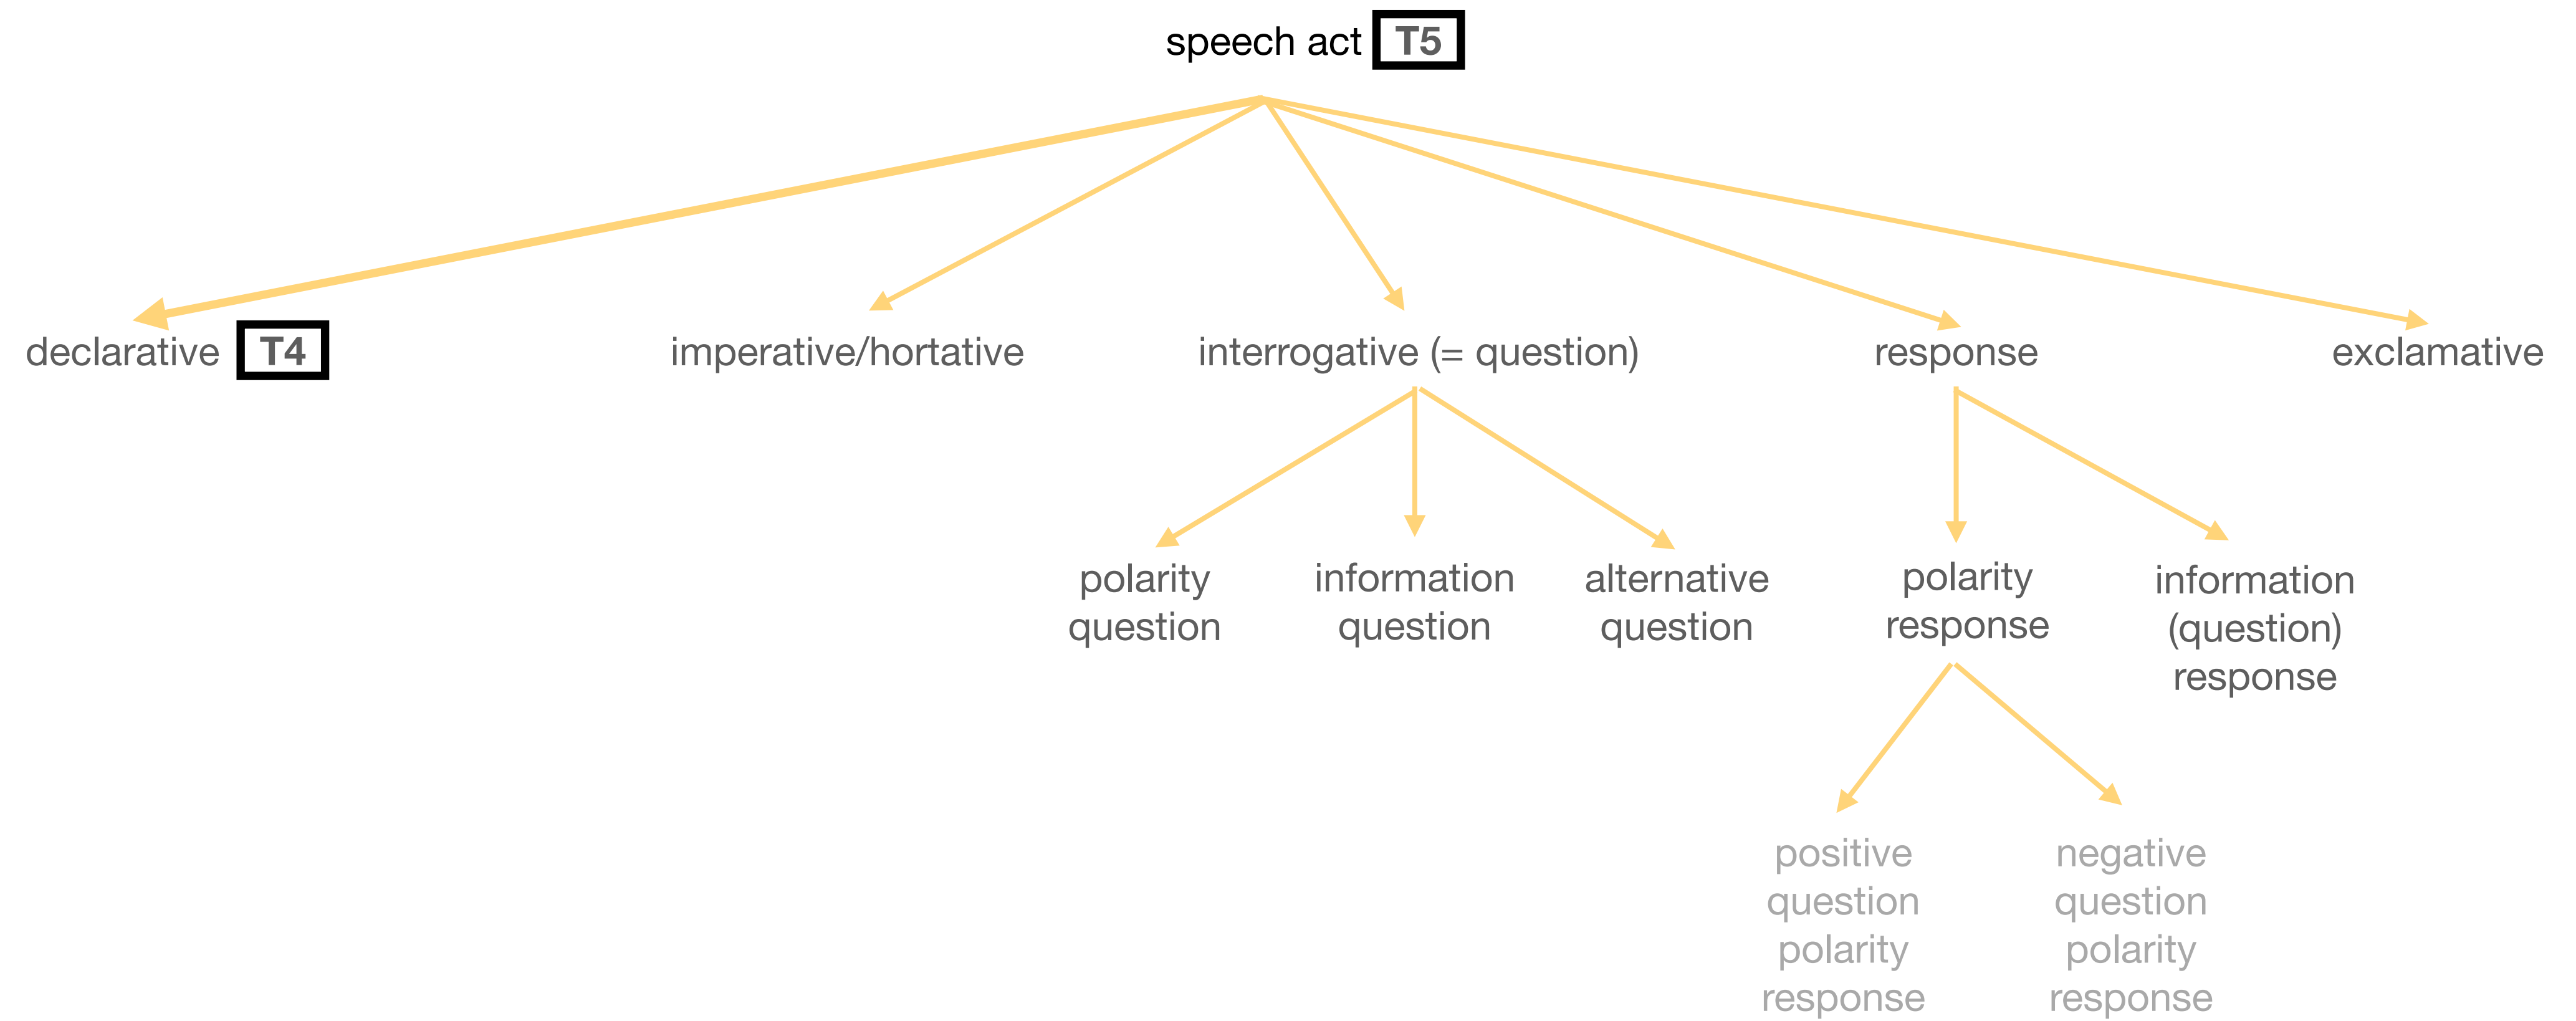 speech act T5
declarative T4
imperative/hortative
interrogative (= question)
response
exclamative
polarity
question
information
question
alternative
question
polarity
response
information
(question)
response
positive
question
polarity
response
negative
question
polarity
response